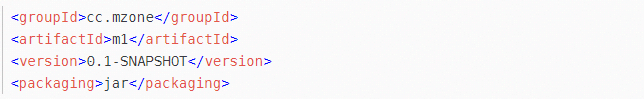 <groupId>cc.mzone</groupId>
<artifactId>m1</artifactId>
<version>0.1-SNAPSHOT</version>
<packaging>jar</packaging>